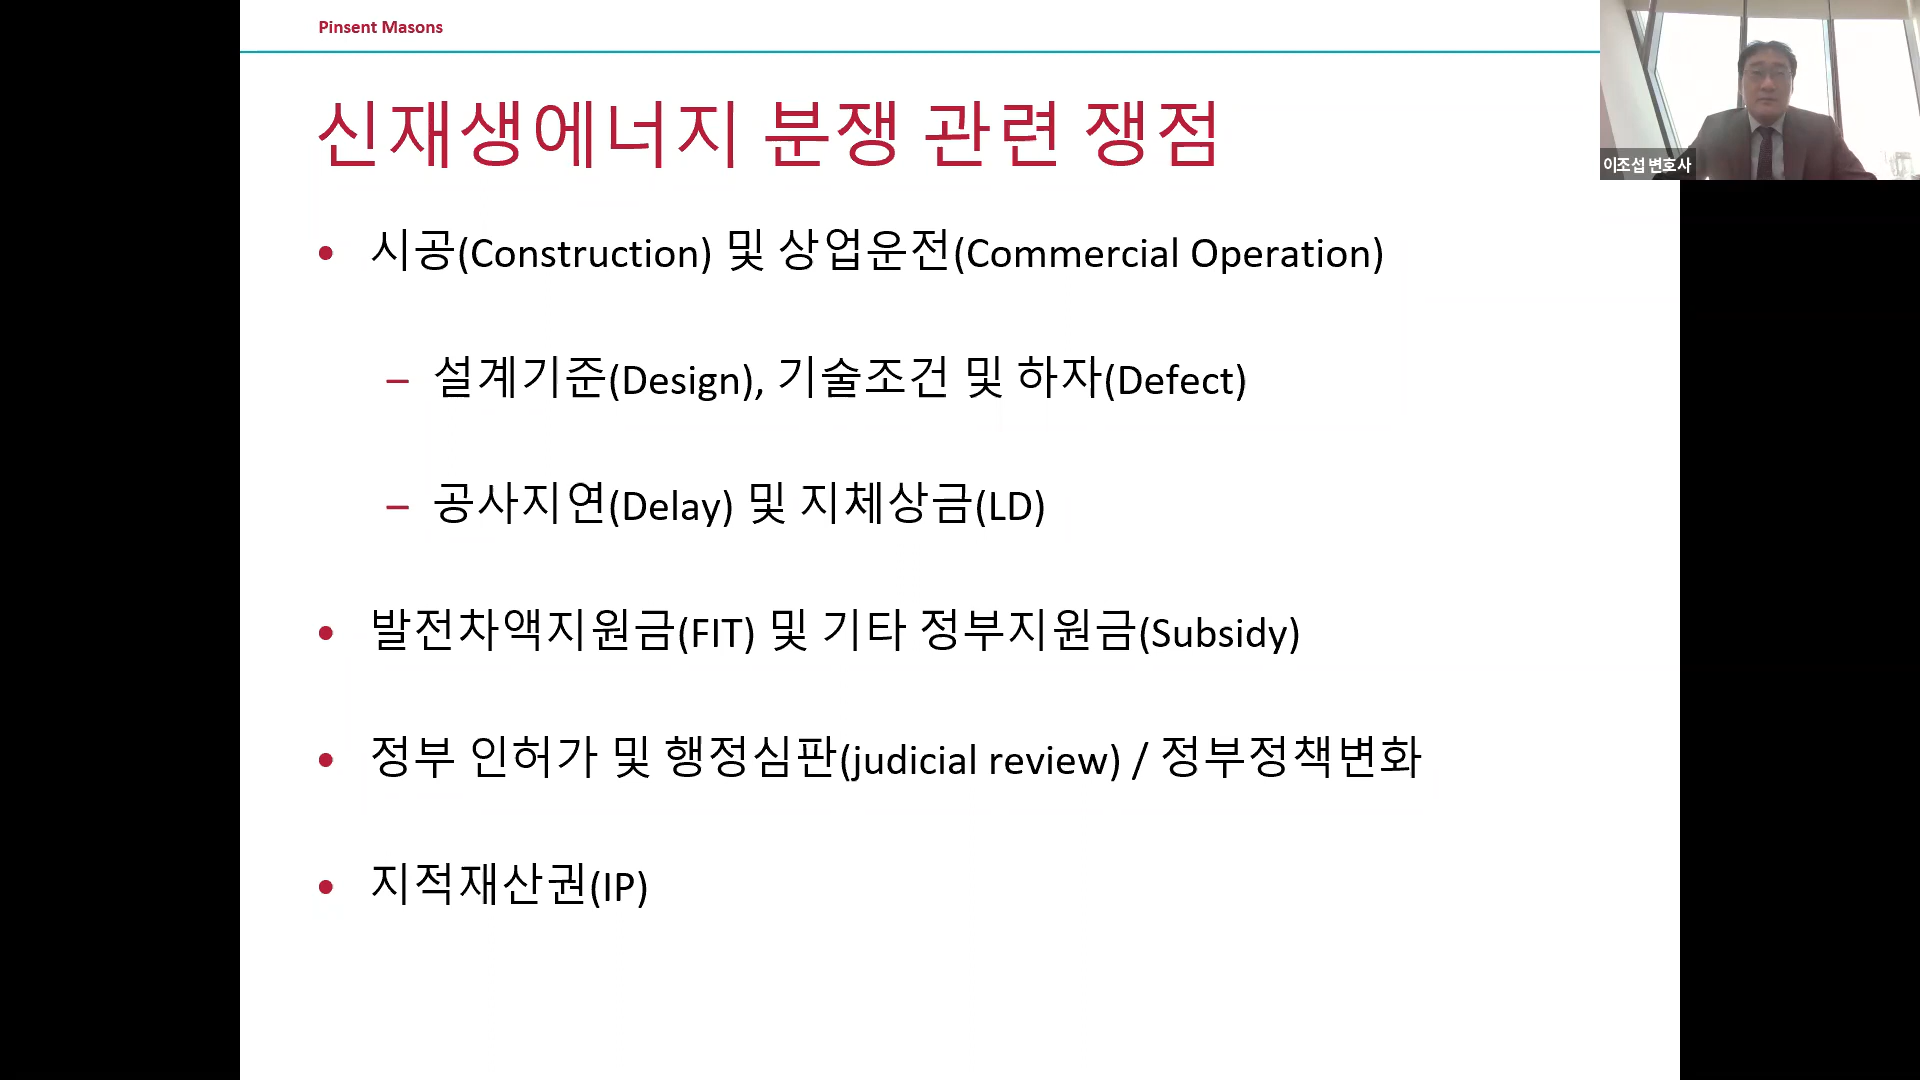 Pinsent Masons
이조섭 변호사
신재생에너지 분쟁 관련 쟁점
• 시공(Construction) 및 상업운전(Commercial Operation)
– 설계기준(Design), 기술조건 및 하자(Defect)
– 공사지연(Delay) 및 지체상금(LD)
• 발전차액지원금(FIT) 및 기타 정부지원금(Subsidy)
• 정부 인허가 및 행정심판(judicial review) / 정부정책변화
• 지적재산권(IP)